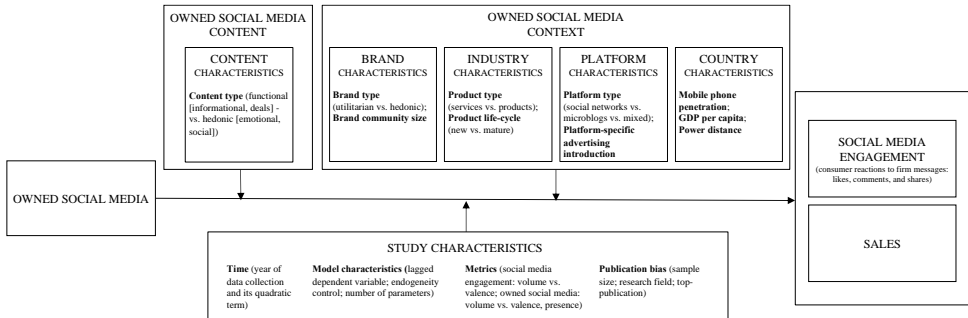 OWNED SOCIAL MEDIA
CONTENT
CONTENT
CHARACTERISTICS
Content type (functional
[informational, deals] -
vs. hedonic [emotional,
social])
OWNED SOCIAL MEDIA
CONTEXT
BRAND
CHARACTERISTICS
Brand type
(utilitarian vs. hedonic);
Brand community size
INDUSTRY
CHARACTERISTICS
Product type
(services vs. products);
Product life-cycle
(new vs. mature)
PLATFORM
CHARACTERISTICS
Platform type
(social networks vs.
microblogs vs. mixed);
Platform-specific
advertising
introduction
COUNTRY
CHARACTERISTICS
Mobile phone
penetration;
GDP per capita;
Power distance
OWNED SOCIAL MEDIA
SOCIAL MEDIA
ENGAGEMENT
(consumer reactions to firm messages:
likes, comments, and shares)
SALES
STUDY CHARACTERISTICS
Time (year of
data collection
and its quadratic
term)
Model characteristics (lagged
dependent variable; endogeneity
control; number of parameters)
Metrics (social media
engagement: volume vs.
valence; owned social media:
volume vs. valence, presence)
Publication bias (sample
size; research field; top-
publication)